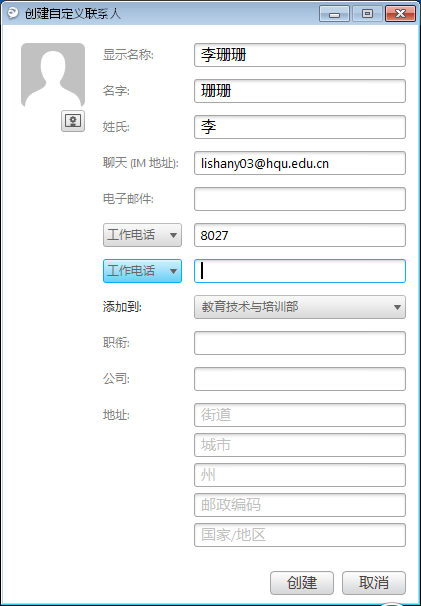 创建自定义联系人
显示名称: 李珊珊
名字: 珊珊
姓氏: 李
聊天 (IM 地址): lishany03@hqu.edu.cn
电子邮件:
工作电话 8027
工作电话
添加到: 教育技术与培训部
职衔:
公司:
地址: 街道
城市
州
邮政编码
国家/地区
创建 取消